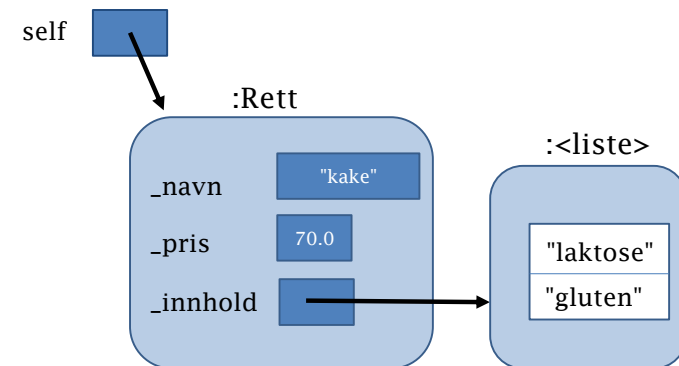 self
:Rett
:<liste>
_navn "kake"
_pris 70.0
_innhold
"laktose"
"gluten"